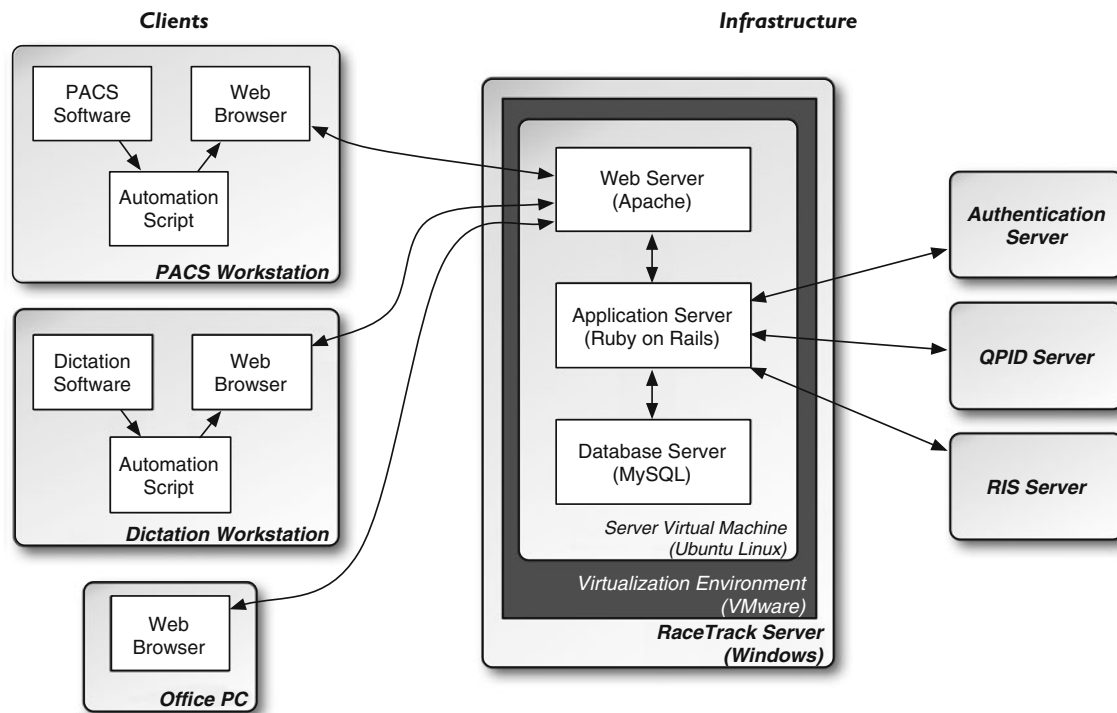 Clients
Infrastructure
PACS
Software
Web
Browser
Automation
Script
PACS Workstation
Dictation
Software
Web
Browser
Automation
Script
Dictation Workstation
Web
Browser
Office PC
Web Server
(Apache)
Application Server
(Ruby on Rails)
Database Server
(MySQL)
Server Virtual Machine
(Ubuntu Linux)
Virtualization Environment
(VMware)
RaceTrack Server
(Windows)
Authentication
Server
QPID Server
RIS Server